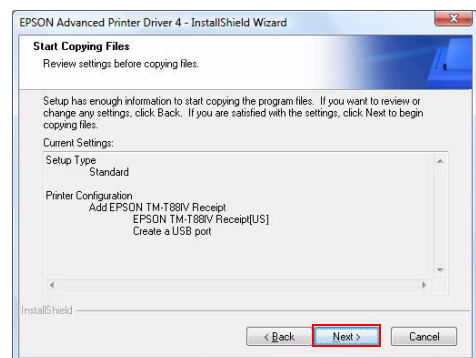 EPSON Advanced Printer Driver 4 - InstallShield Wizard
Start Copying Files
Review settings before copying files.
Setup has enough information to start copying the program files. If you want to review or
change any settings, click Back. If you are satisfied with the settings, click Next to begin
copying files.
Current Settings:
Setup Type
Standard
Printer Configuration
Add EPSON TM-T88IV Receipt
EPSON TM-T88IV Receipt[US]
Create a USB port
InstallShield
< Back
Next >
Cancel